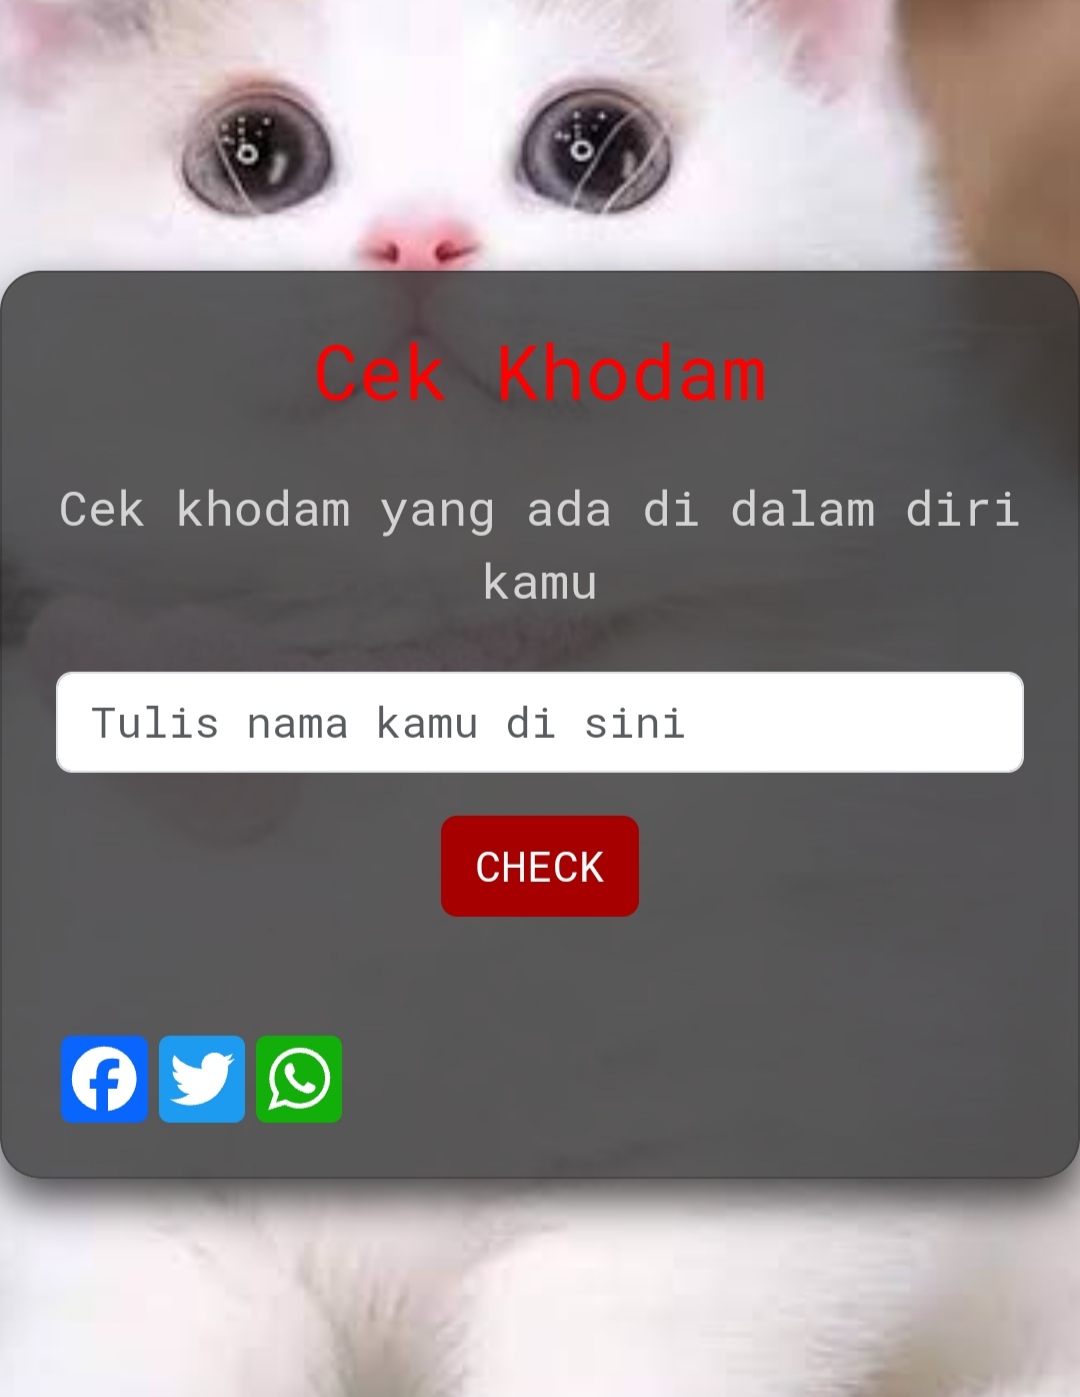 Cek Khodam
Cek khodam yang ada di dalam diri
kamu
Tulis nama kamu di sini
CHECK